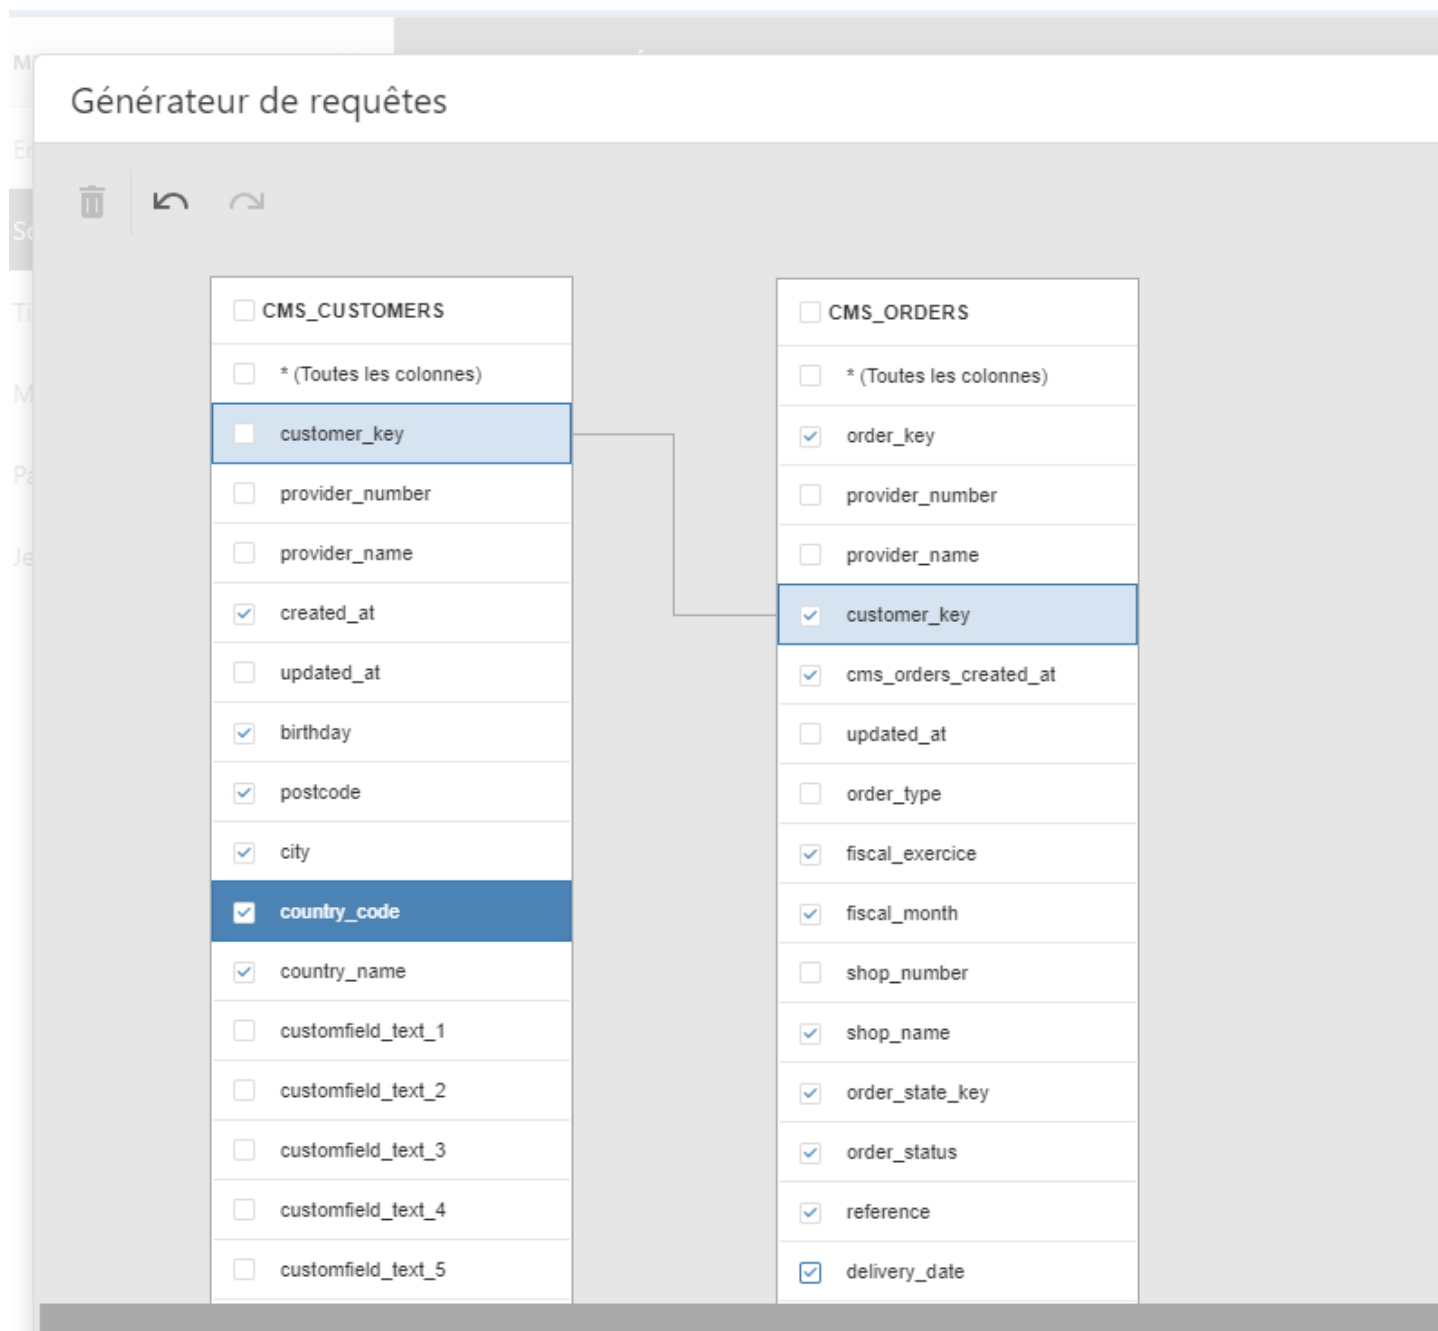 Générateur de requêtes
CMS_CUSTOMERS
* (Toutes les colonnes)
customer_key
provider_number
provider_name
created_at
updated_at
birthday
postcode
city
country_code
country_name
customfield_text_1
customfield_text_2
customfield_text_3
customfield_text_4
customfield_text_5
CMS_ORDERS
* (Toutes les colonnes)
order_key
provider_number
provider_name
customer_key
cms_orders_created_at
updated_at
order_type
fiscal_exercice
fiscal_month
shop_number
shop_name
order_state_key
order_status
reference
delivery_date